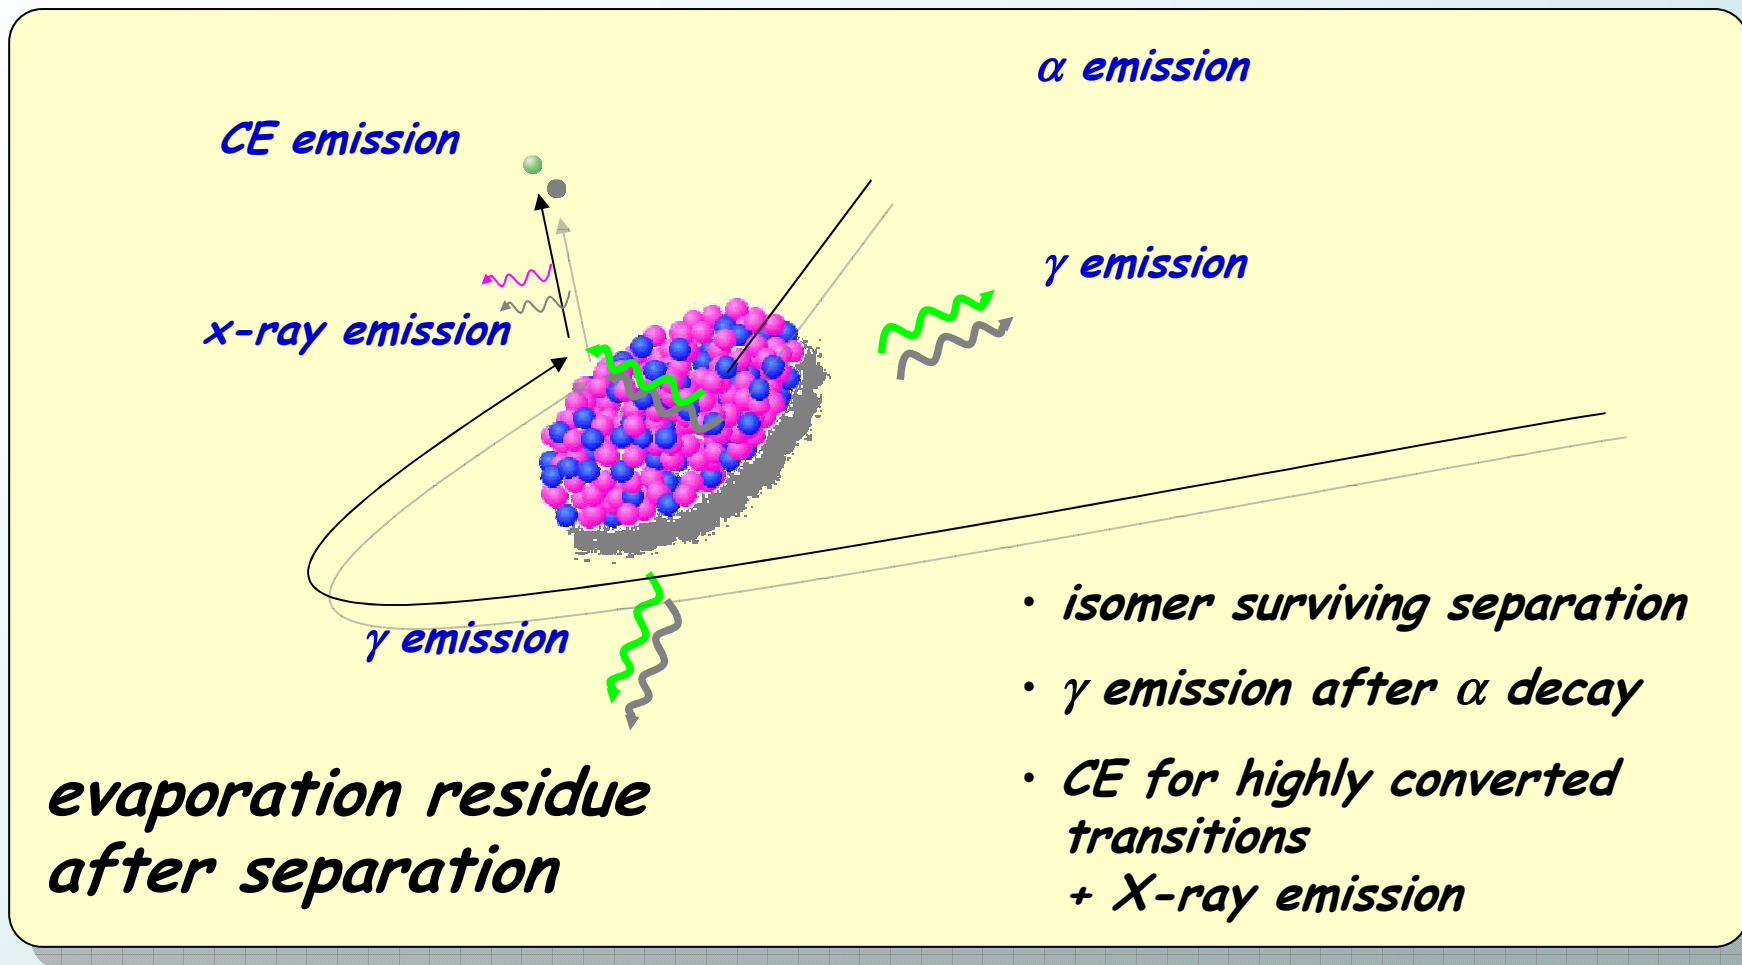 α emission
CE emission
γ emission
x-ray emission
γ emission
• isomer surviving separation
• γ emission after α decay
• CE for highly converted
transitions
+ X-ray emission
evaporation residue
after separation